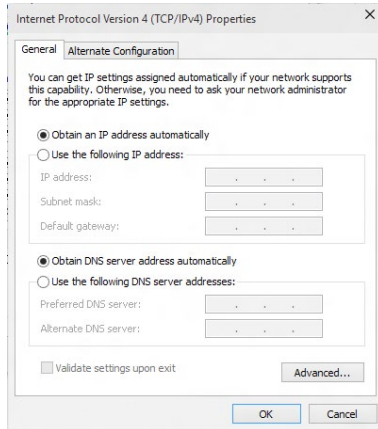 Internet Protocol Version 4 (TCP/IPv4) Properties
General
Alternate Configuration
You can get IP settings assigned automatically if your network supports
this capability. Otherwise, you need to ask your network administrator
for the appropriate IP settings.
Obtain an IP address automatically
Use the following IP address:
IP address:
Subnet mask:
Default gateway:
Obtain DNS server address automatically
Use the following DNS server addresses:
Preferred DNS server:
Alternate DNS server:
Validate settings upon exit
Advanced...
OK
Cancel